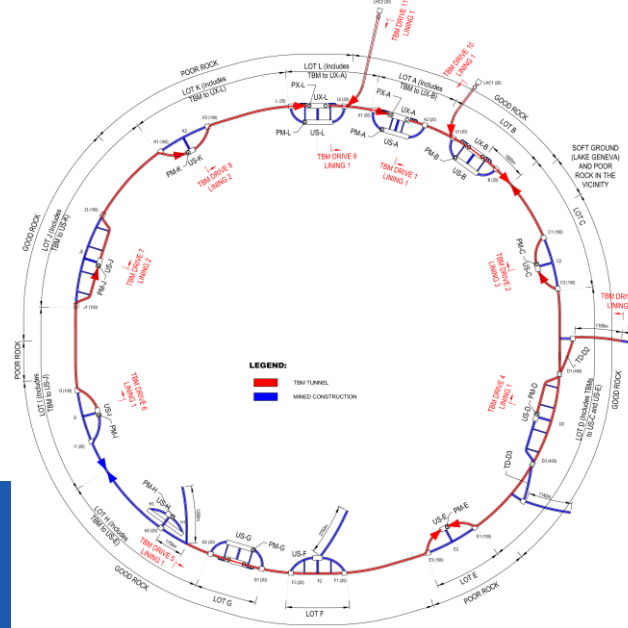 TBM DRIVE 11
LINING 1
TBM DRIVE 10
LINING 1
POOR ROCK
LOT L (Includes
TBM to UX-A)
LOT K (Includes
TBM to UX-L)
LOT A (Includes
TBM to UX-B)
GOOD ROCK
LOT B
PX-L
UX-L
PM-L
US-L
PX-A
UX-A
PM-A
US-A
UX-B
PM-B
US-B
PM-K
US-K
TBM DRIVE 8
LINING 2
TBM DRIVE 9
LINING 1
TBM DRIVE 1
LINING 1
SOFT GROUND
(LAKE GENEVA)
AND POOR
ROCK IN THE
VICINITY
LOT C
GOOD ROCK
LOT J (Includes
TBM to US-K)
PM-J
US-J
TBM DRIVE 7
LINING 2
PM-C
US-C
TBM DRIVE 2
LINING 3
TD-D2
LEGEND:
TBM TUNNEL
MINED CONSTRUCTION
POOR ROCK
LOT I (Includes
TBM to US-J)
US-I
PM-I
TBM DRIVE 6
LINING 1
TBM DRIVE 4
LINING 1
US-D
PM-D
LOT D (Includes TBMs
to US-C and US-E)
GOOD ROCK
TD-D3
1140m
PM-H
US-H
LOT H (Includes
TBM to US-E)
TBM DRIVE 5
LINING 1
US-G
PM-G
US-F
US-E
PM-E
GOOD ROCK
LOT G
LOT F
LOT E
POOR ROCK